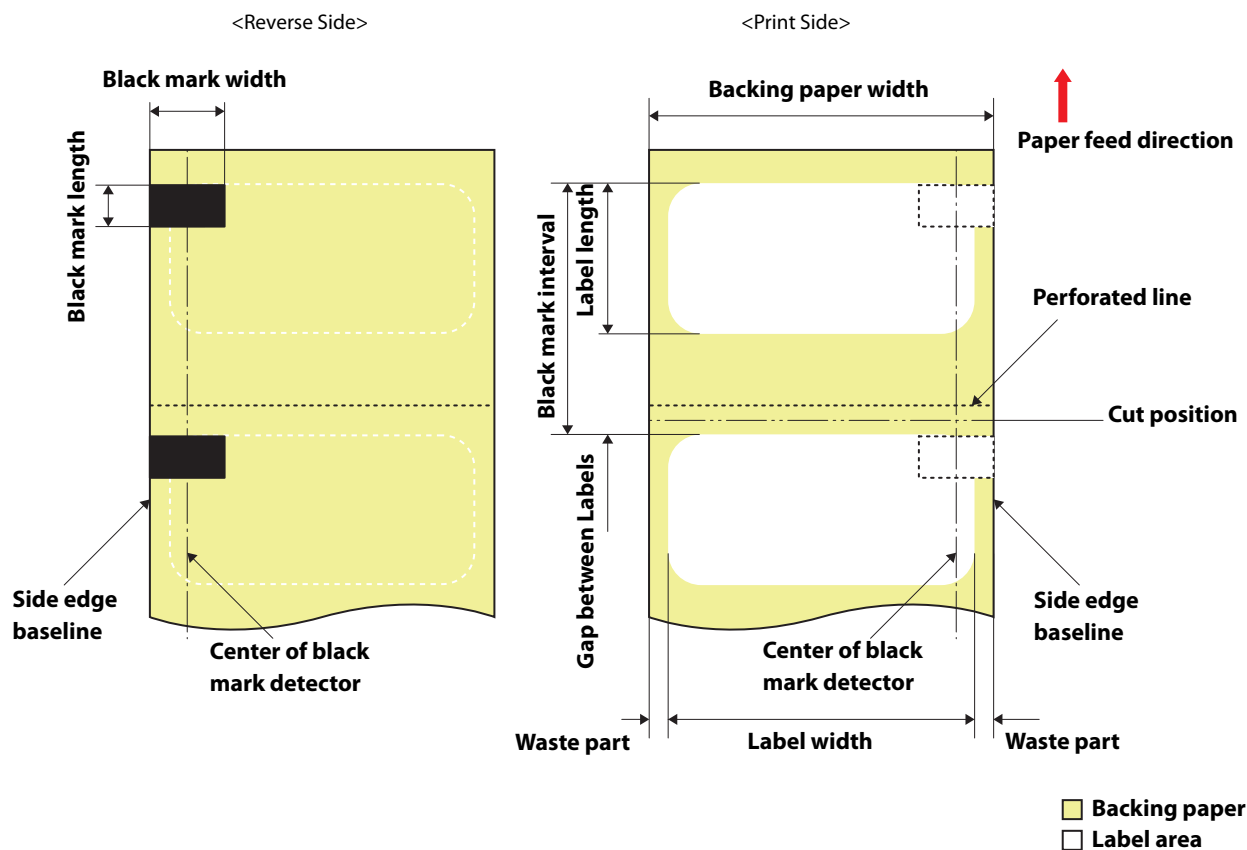 <Reverse Side>
<Print Side>
Black mark width
Backing paper width
Paper feed direction
Black mark length
Black mark interval
Label length
Perforated line
Cut position
Gap between Labels
Side edge
baseline
Center of black
mark detector
Center of black
mark detector
Side edge
baseline
Waste part
Label width
Waste part
Backing paper
Label area